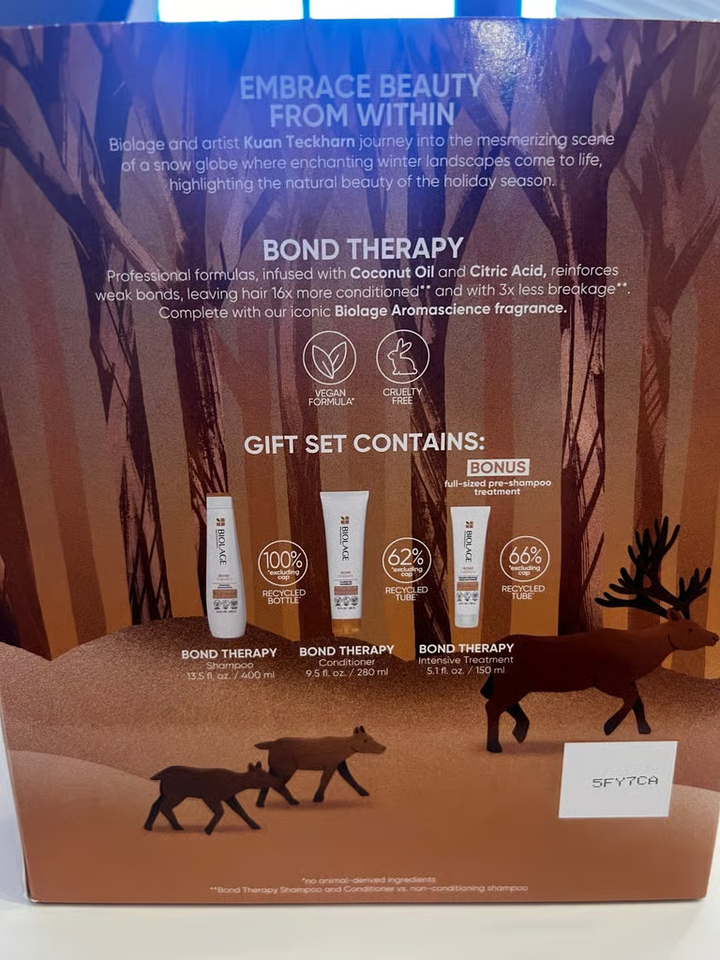 EMBRACE BEAUTY
FROM WITHIN
Biolage and artist Kuan Teckharn journey into the mesmerizing scene
of a snow globe where enchanting winter landscapes come to life,
highlighting the natural beauty of the holiday season.
BOND THERAPY
Professional formulas, infused with Coconut Oil and Citric Acid, reinforces
weak bonds, leaving hair 16x more conditioned** and with 3x less breakage**.
Complete with our iconic Biolage Aromascience fragrance.
VEGAN
FORMULA*
CRUELTY
FREE
GIFT SET CONTAINS:
BONUS
full-sized pre-shampoo
treatment
BIOLAGE
BOND
100%
*excluding
cap
RECYCLED
BOTTLE*
BIOLAGE
BOND
62%
*excluding
cap
RECYCLED
TUBE*
BIOLAGE
BOND
66%
*excluding
cap
RECYCLED
TUBE*
BOND THERAPY
Shampoo
13.5 fl. oz. / 400 ml
BOND THERAPY
Conditioner
9.5 fl. oz. / 280 ml
BOND THERAPY
Intensive Treatment
5.1 fl. oz. / 150 ml
5FY7CA
*no animal-derived ingredients
**Bond Therapy Shampoo and Conditioner vs. non-conditioning shampoo